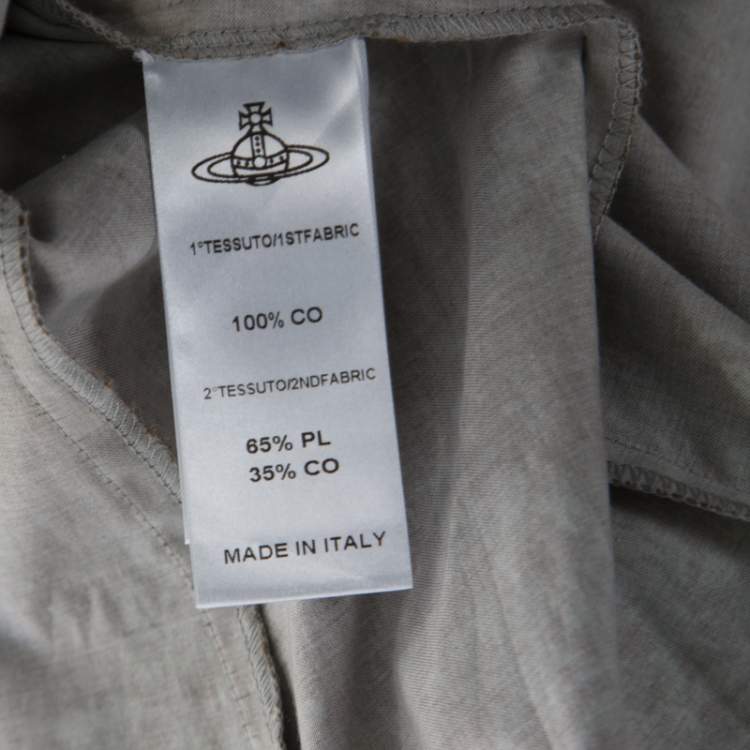 1°TESSUTO/1STFABRIC
100% CO
2°TESSUTO/2NDFABRIC
65% PL
35% CO
MADE IN ITALY